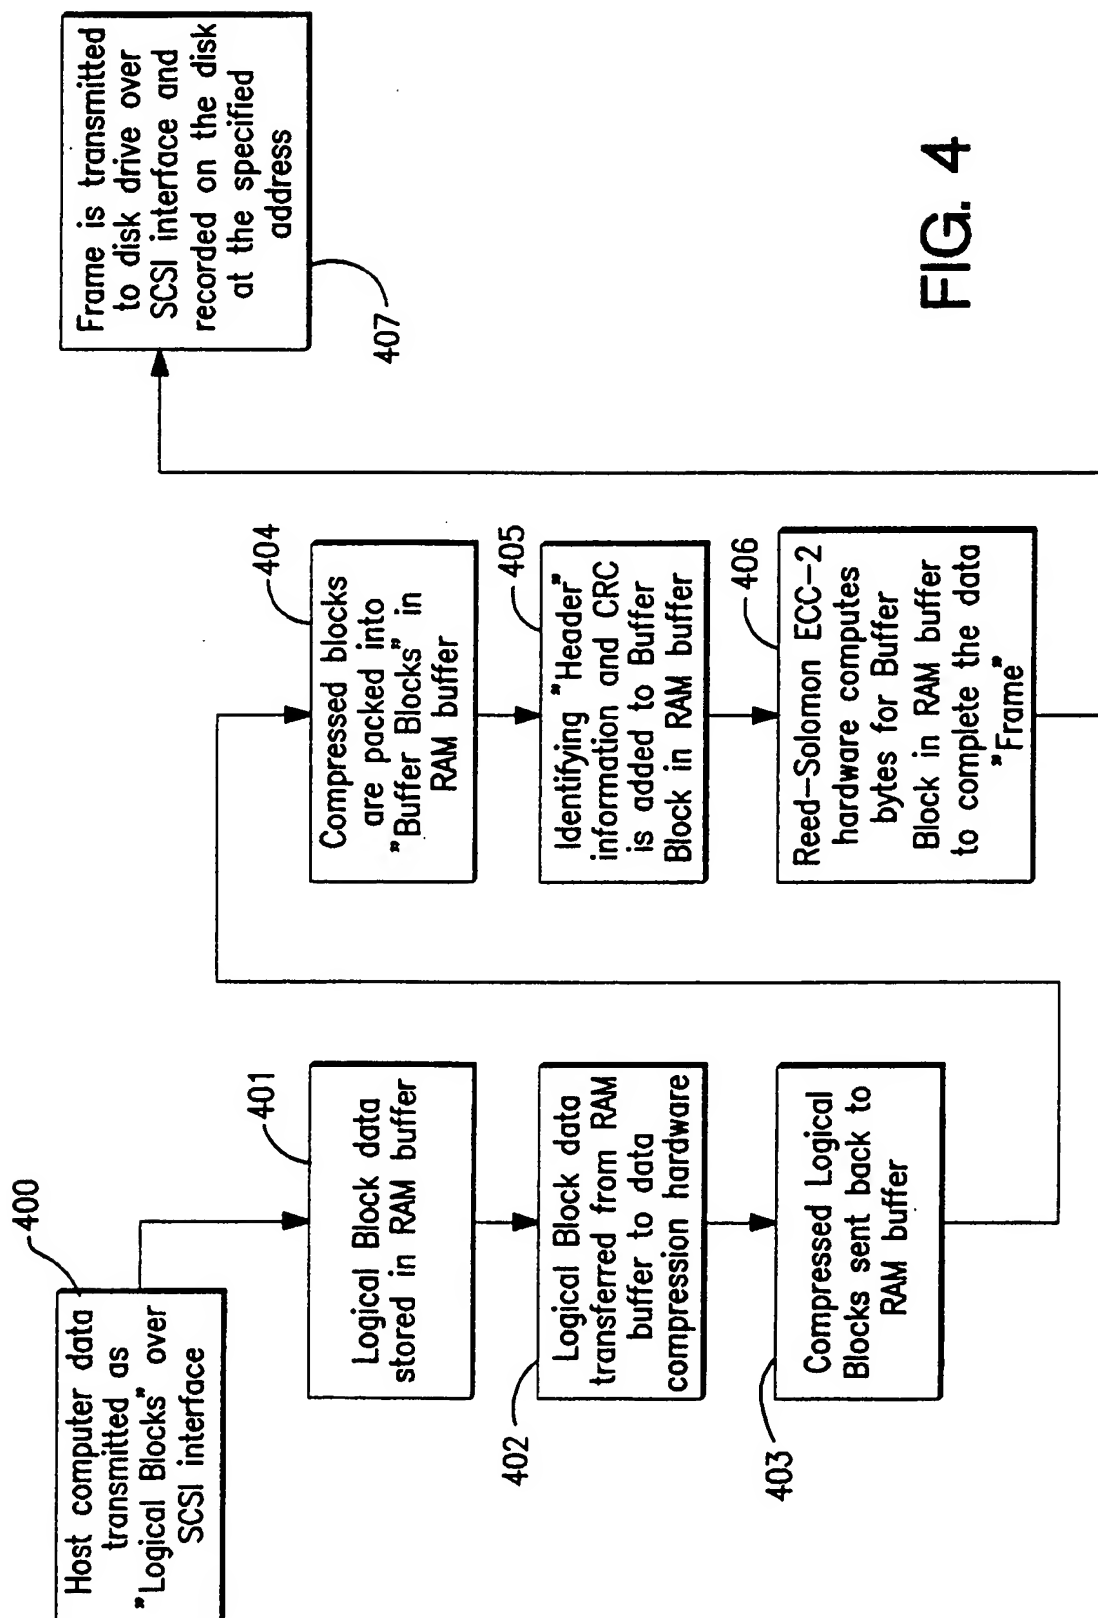 400
Host computer data
transmitted as
"Logical Blocks" over
SCSI interface
401
Logical Block data
stored in RAM buffer
402
Logical Block data
transferred from RAM
buffer to data
compression hardware
403
Compressed Logical
Blocks sent back to
RAM buffer
404
Compressed blocks
are packed into
"Buffer Blocks" in
RAM buffer
405
Identifying "Header"
information and CRC
is added to Buffer
Block in RAM buffer
406
Reed-Solomon ECC-2
hardware computes
bytes for Buffer
Block in RAM buffer
to complete the data
"Frame"
407
Frame is transmitted
to disk drive over
SCSI interface and
recorded on the disk
at the specified
address
FIG. 4